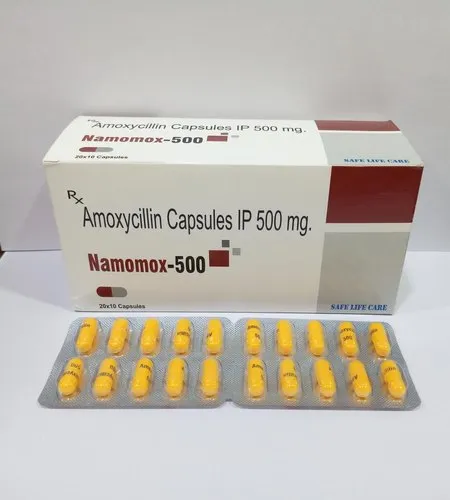 Rx
Amoxycillin Capsules IP 500 mg.
Namomox-500
20x10 Capsules
SAFE LIFE CARE
Rx
Amoxycillin Capsules IP 500 mg.
Namomox-500
20x10 Capsules
SAFE LIFE CARE